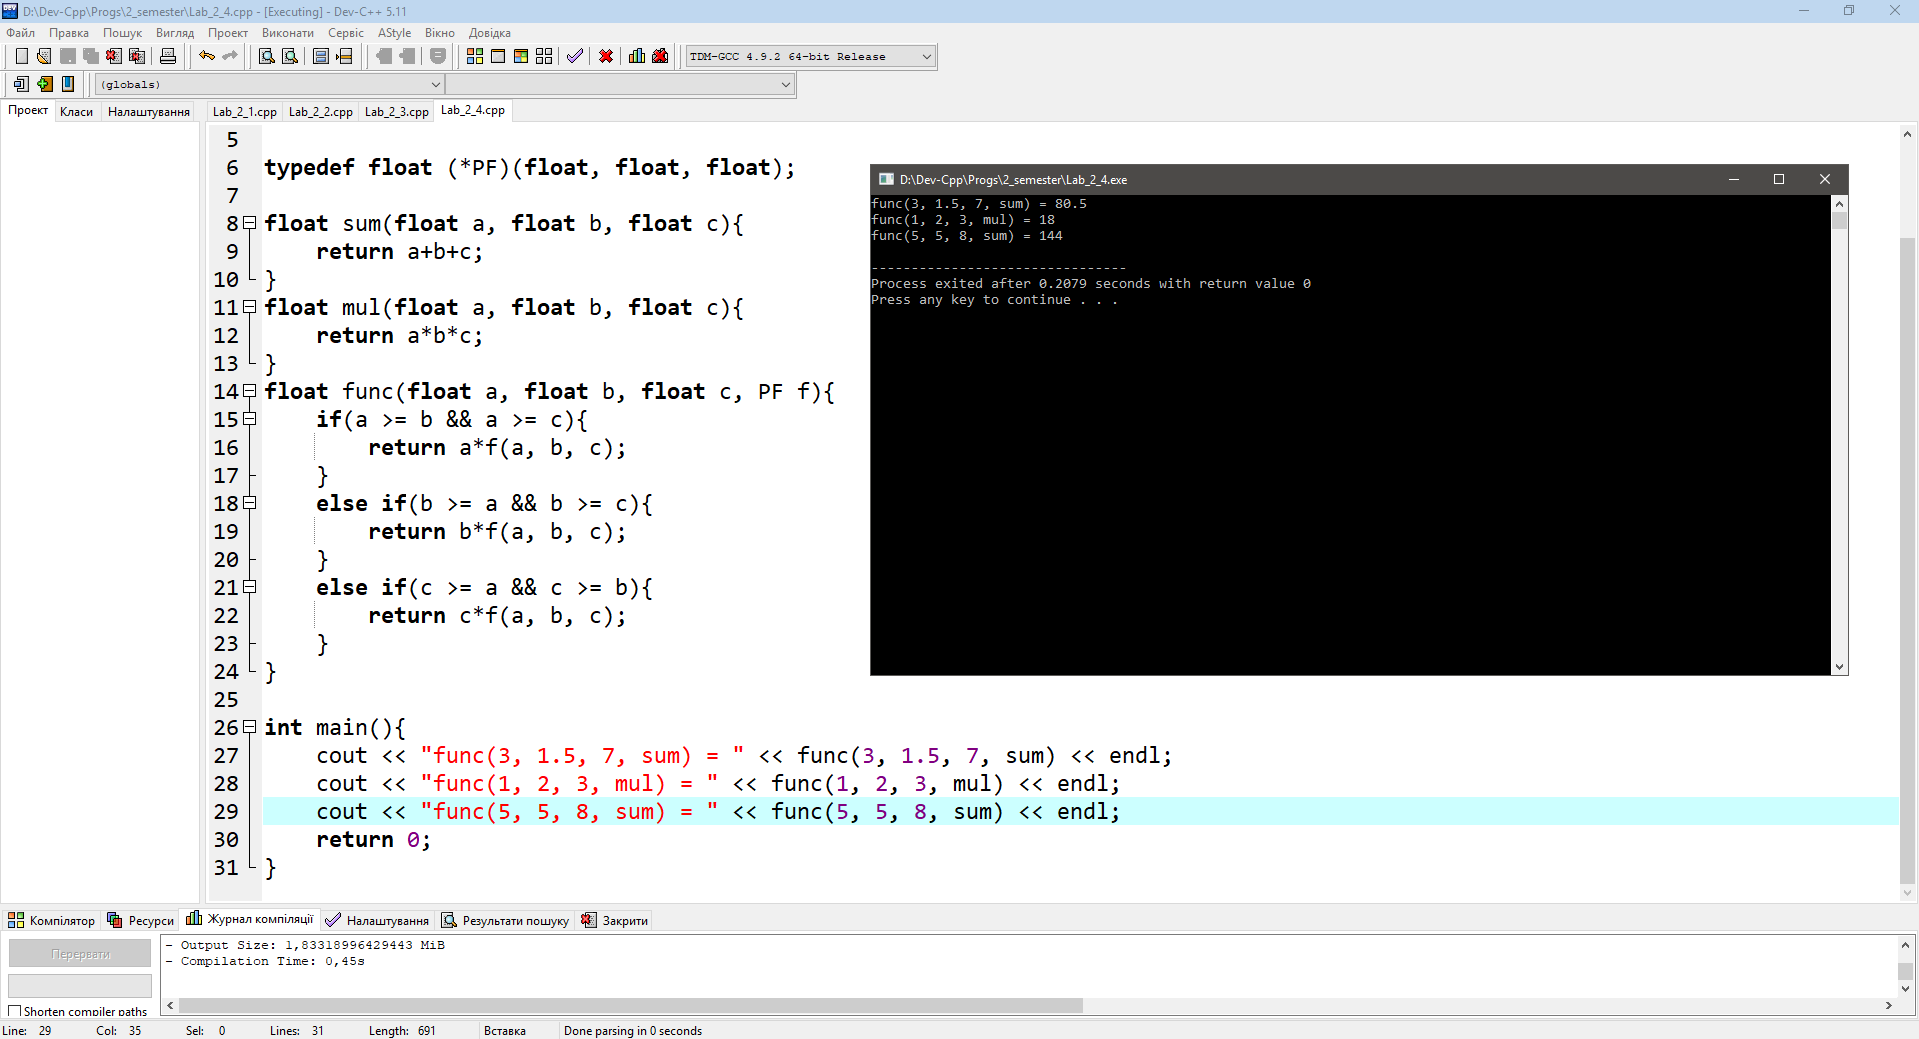 D:\Dev-Cpp\Progs\2_semester\Lab_2_4.cpp - [Executing] - Dev-C++ 5.11
Файл Правка Пошук Вигляд Проект Виконати Сервіс AStyle Вікно Довідка
TDM-GCC 4.9.2 64-bit Release
(globals)
Проект Класи Налаштування
Lab_2_1.cpp Lab_2_2.cpp Lab_2_3.cpp Lab_2_4.cpp
5
6 typedef float (*PF)(float, float, float);
7
8 float sum(float a, float b, float c){
9 return a+b+c;
10 }
11 float mul(float a, float b, float c){
12 return a*b*c;
13 }
14 float func(float a, float b, float c, PF f){
15 if(a >= b && a >= c){
16 return a*f(a, b, c);
17 }
18 else if(b >= a && b >= c){
19 return b*f(a, b, c);
20 }
21 else if(c >= a && c >= b){
22 return c*f(a, b, c);
23 }
24 }
25
26 int main(){
27 cout << "func(3, 1.5, 7, sum) = " << func(3, 1.5, 7, sum) << endl;
28 cout << "func(1, 2, 3, mul) = " << func(1, 2, 3, mul) << endl;
29 cout << "func(5, 5, 8, sum) = " << func(5, 5, 8, sum) << endl;
30 return 0;
31 }
D:\Dev-Cpp\Progs\2_semester\Lab_2_4.exe
func(3, 1.5, 7, sum) = 80.5
func(1, 2, 3, mul) = 18
func(5, 5, 8, sum) = 144
--------------------------------
Process exited after 0.2079 seconds with return value 0
Press any key to continue . . .
Компілятор Ресурси Журнал компіляції Налаштування Результати пошуку Закрити
Перервати
Shorten compiler paths
- Output Size: 1,83318996429443 MiB
- Compilation Time: 0,45s
Line: 29 Col: 35 Sel: 0 Lines: 31 Length: 691 Вставка Done parsing in 0 seconds